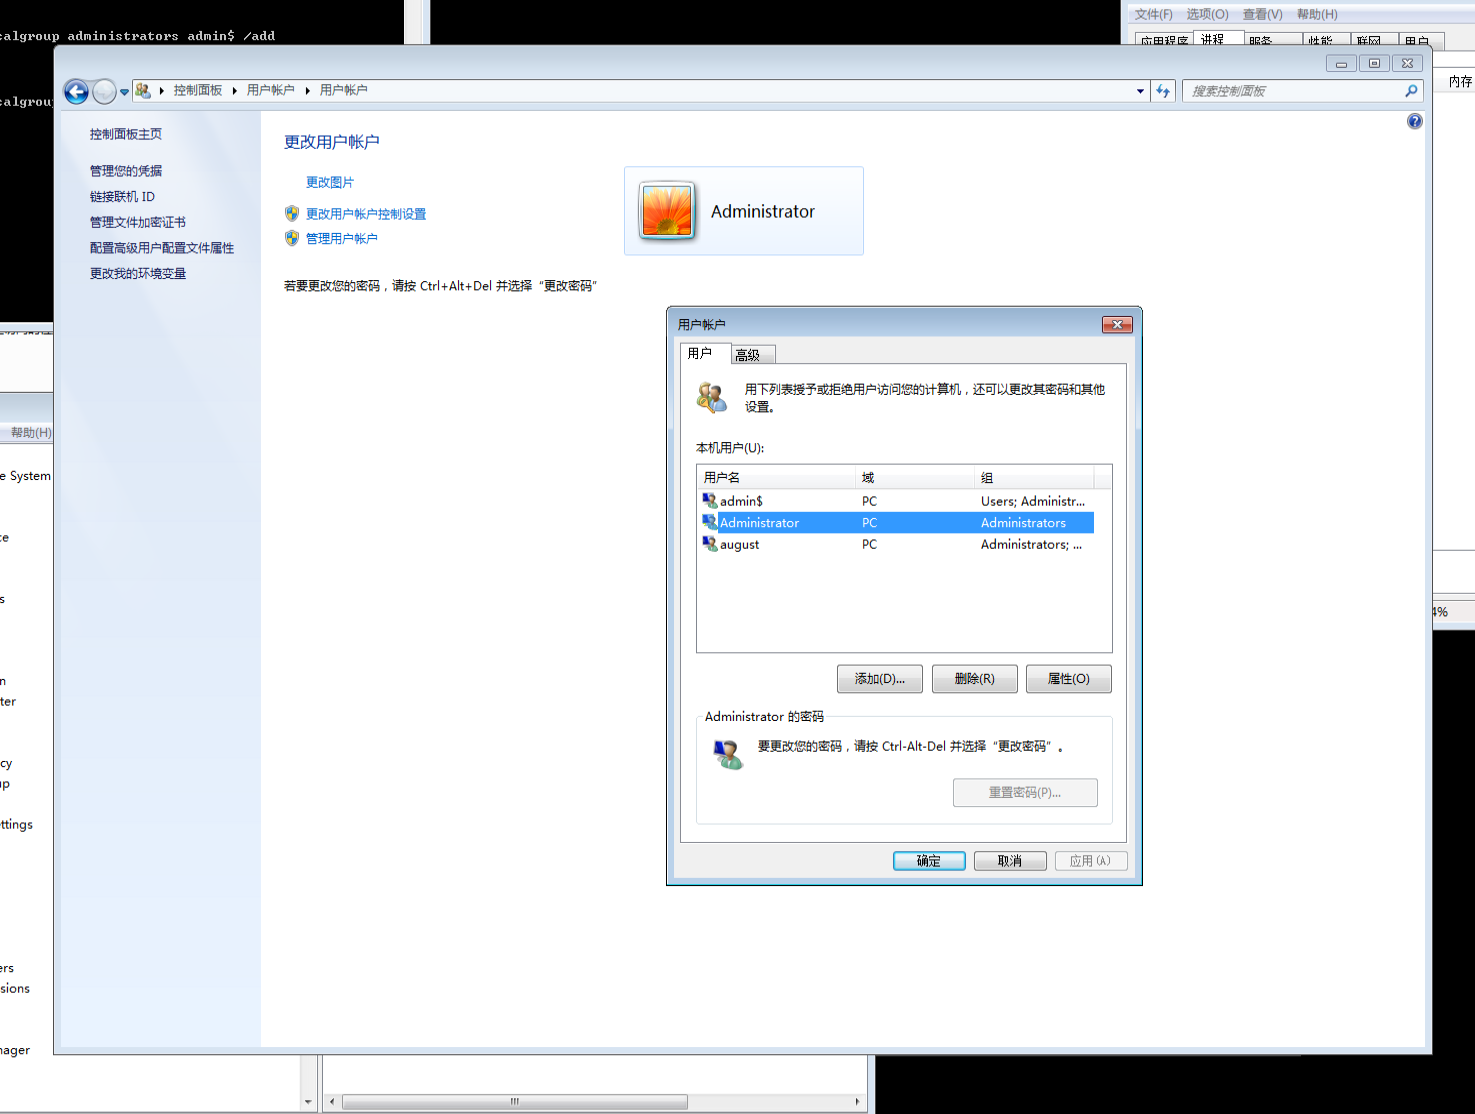 calgroup administrators admin$ /add
calgroup
文件(F) 选项(O) 查看(V) 帮助(H)
应用程序 进程 服务 性能 联网 用户
内存
控制面板 用户帐户 用户帐户
搜索控制面板
控制面板主页
管理您的凭据
链接联机 ID
管理文件加密证书
配置高级用户配置文件属性
更改我的环境变量
更改用户帐户
更改图片
更改用户帐户控制设置
管理用户帐户
Administrator
若要更改您的密码，请按 Ctrl+Alt+Del 并选择“更改密码”
用户帐户
用户 高级
用下列表授予或拒绝用户访问您的计算机，还可以更改其密码和其他
设置。
本机用户(U):
用户名 域 组
admin$ PC Users; Administr...
Administrator PC Administrators
august PC Administrators; ...
添加(D)... 删除(R) 属性(O)
Administrator 的密码
要更改您的密码，请按 Ctrl-Alt-Del 并选择“更改密码”。
重置密码(P)...
确定 取消 应用(A)
帮助(H)
e System
ce
s
n
ter
cy
up
ettings
ers
sions
nager
4%